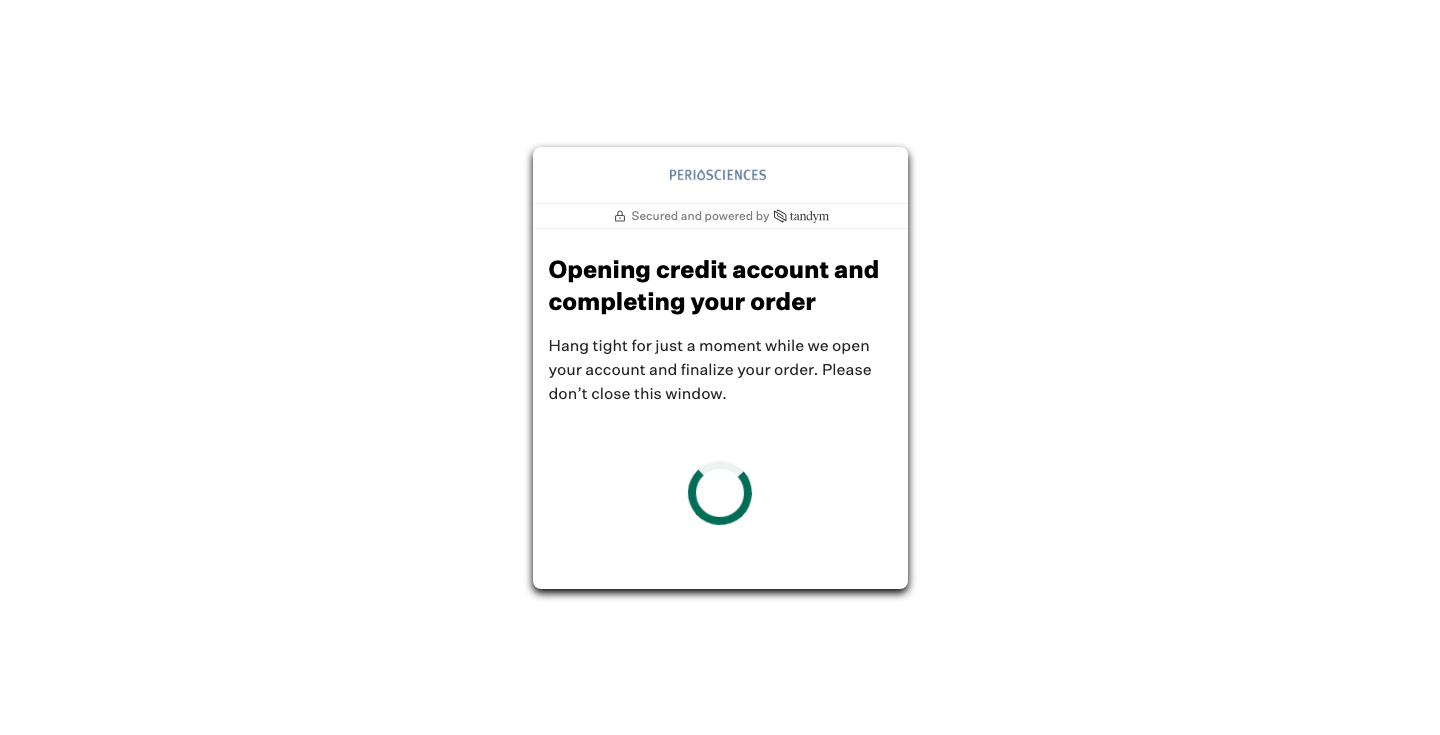 PERIOSCIENCES
Secured and powered by tandym
Opening credit account and
completing your order
Hang tight for just a moment while we open
your account and finalize your order. Please
don’t close this window.